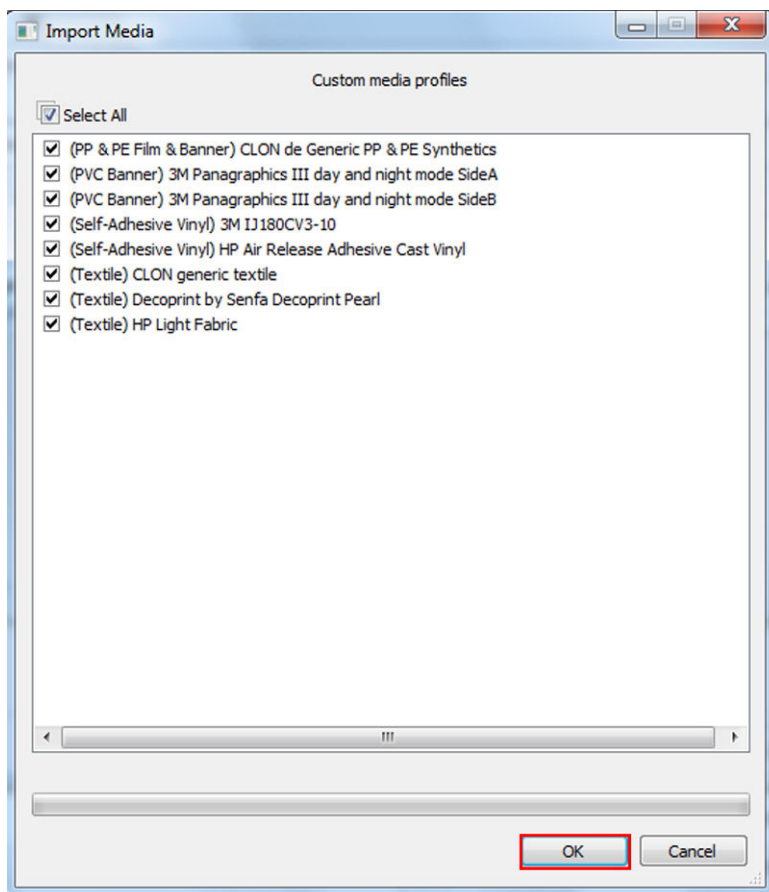 Import Media
Custom media profiles
Select All
(PP & PE Film & Banner) CLON de Generic PP & PE Synthetics
(PVC Banner) 3M Panagraphics III day and night mode SideA
(PVC Banner) 3M Panagraphics III day and night mode SideB
(Self-Adhesive Vinyl) 3M IJ180CV3-10
(Self-Adhesive Vinyl) HP Air Release Adhesive Cast Vinyl
(Textile) CLON generic textile
(Textile) Decoprint by Senfa Decoprint Pearl
(Textile) HP Light Fabric
OK Cancel